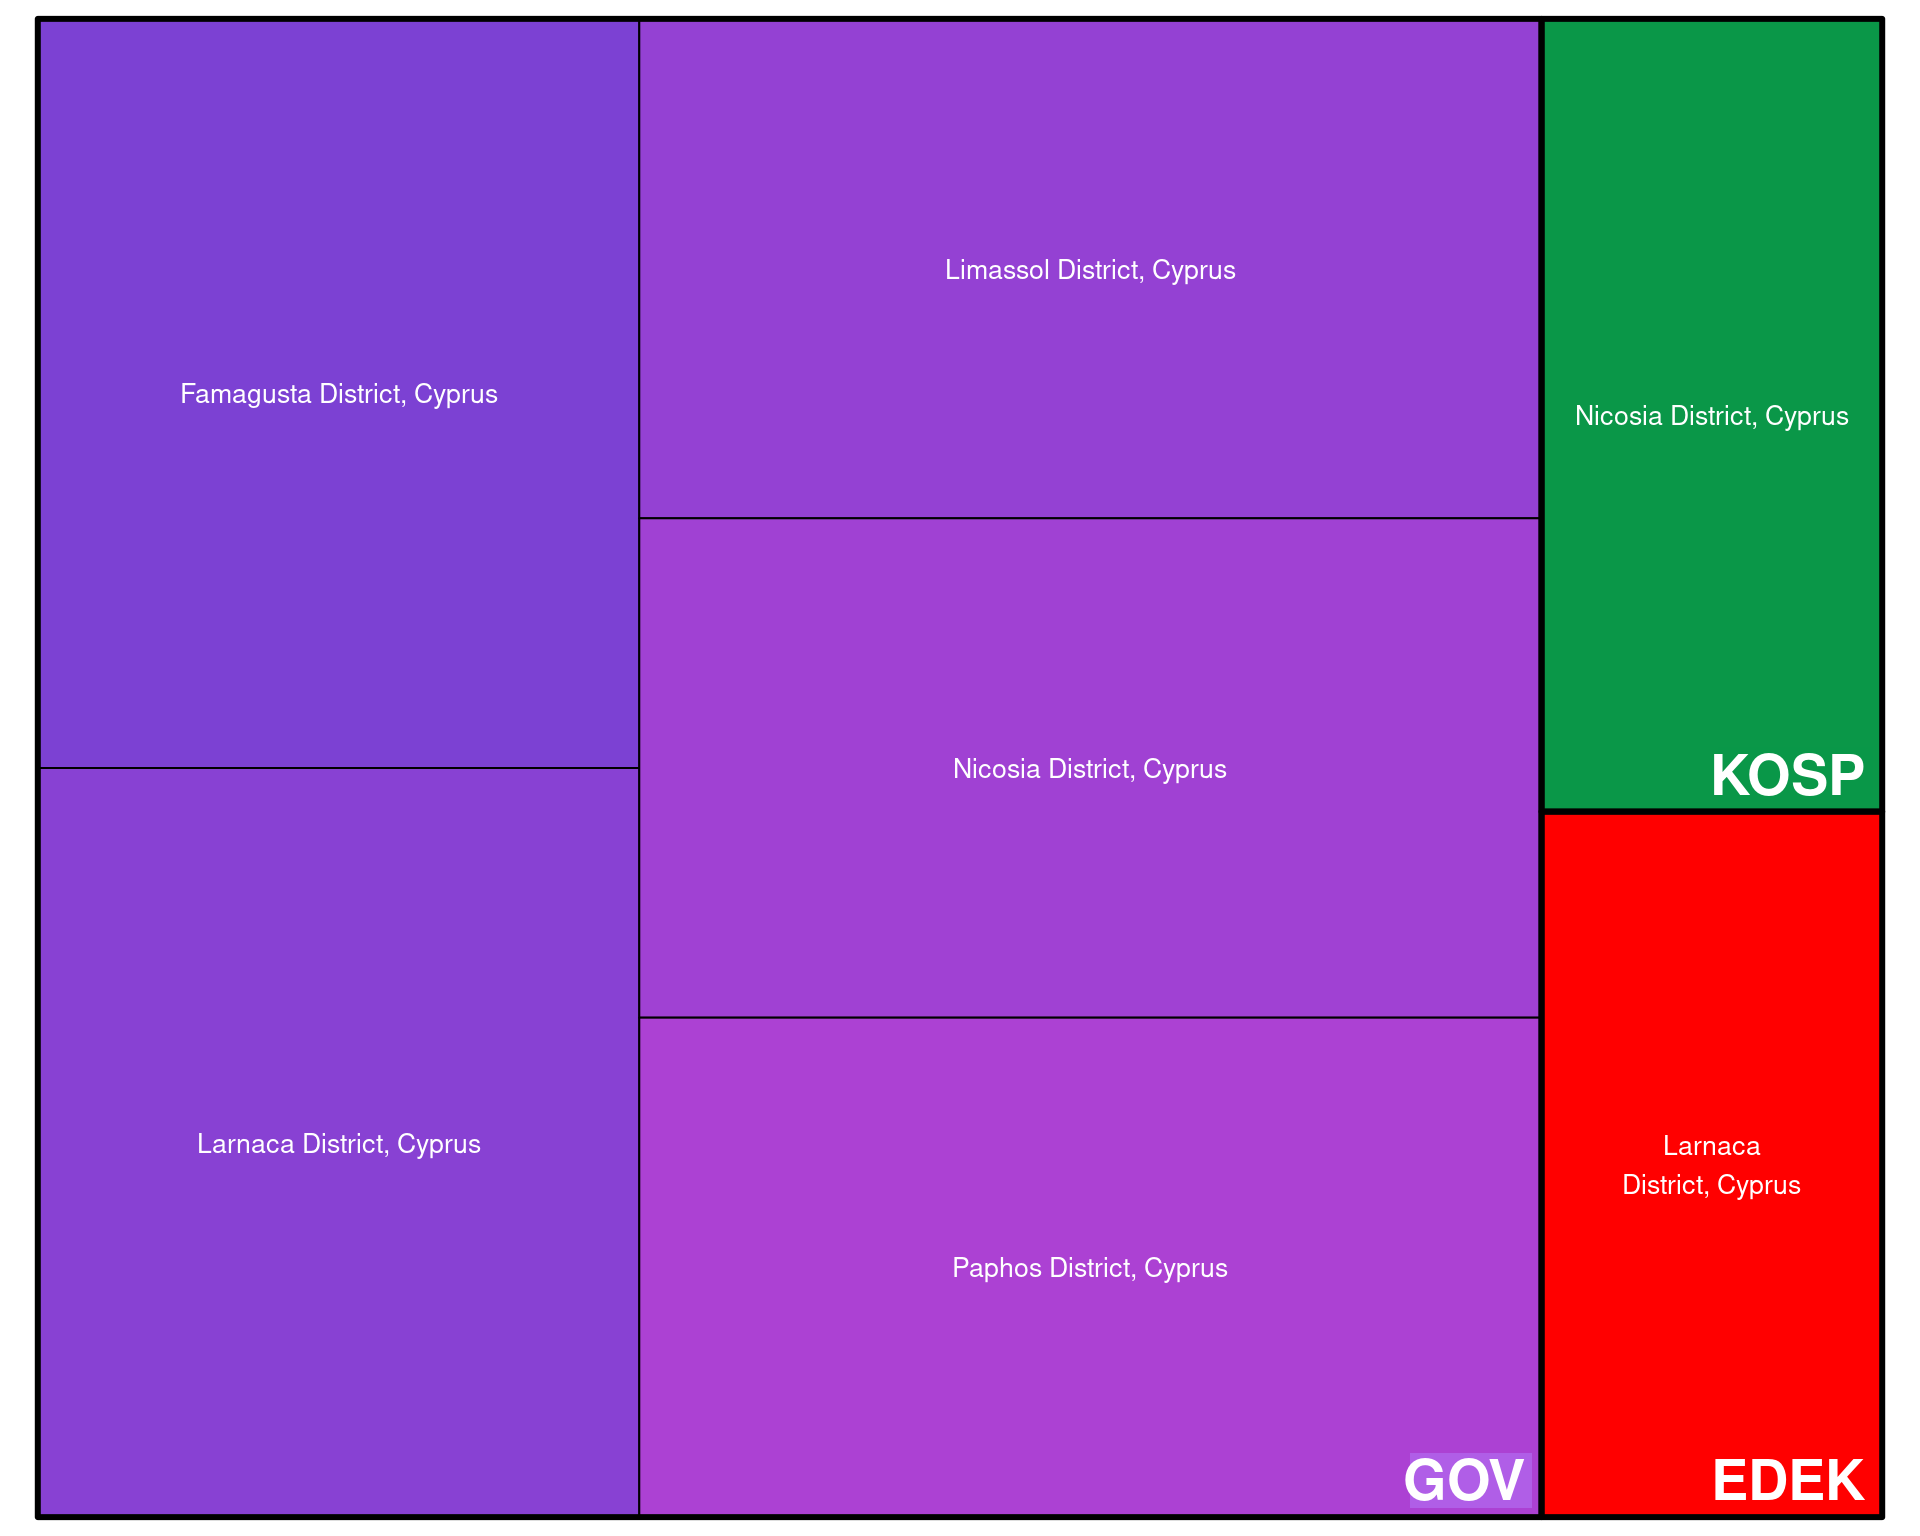 Famagusta District, Cyprus
Larnaca District, Cyprus
Limassol District, Cyprus
Nicosia District, Cyprus
Paphos District, Cyprus
GOV
Nicosia District, Cyprus
KOSP
Larnaca
District, Cyprus
EDEK